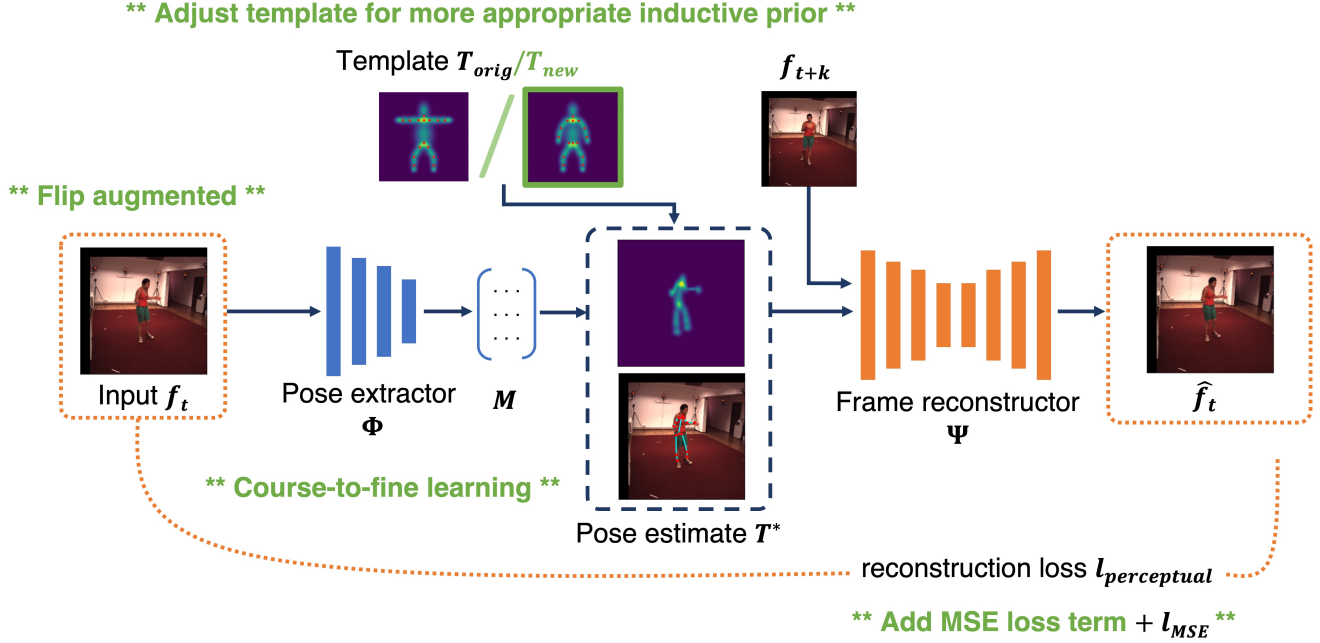 ** Adjust template for more appropriate inductive prior **
Template T_orig/T_new
f_{t+k}
** Flip augmented **
Input f_t
Pose extractor
Φ
M
Frame reconstructor
Ψ
f̂_t
** Course-to-fine learning **
Pose estimate T*
reconstruction loss l_perceptual
** Add MSE loss term + l_MSE **